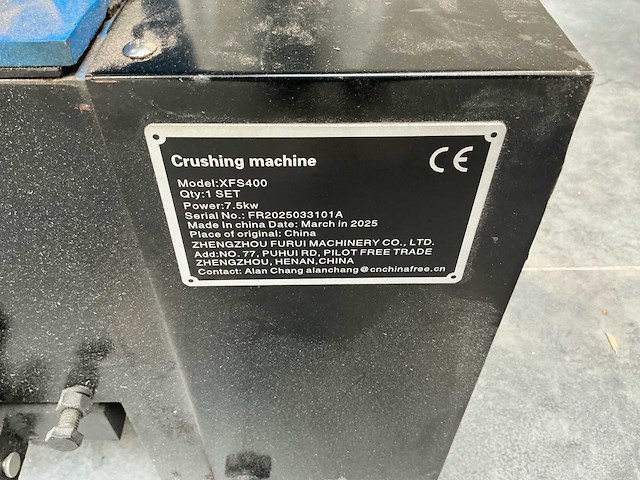 Crushing machine CE
Model:XFS400
Qty:1 SET
Power:7.5kw
Serial No.: FR2025033101A
Made in china Date: March in 2025
Place of original: China
ZHENGZHOU FURUI MACHINERY CO., LTD.
Add:NO. 77, PUHUI RD, PILOT FREE TRADE
ZHENGZHOU, HENAN,CHINA
Contact: Alan Chang alanchang@cnchinafree.cn